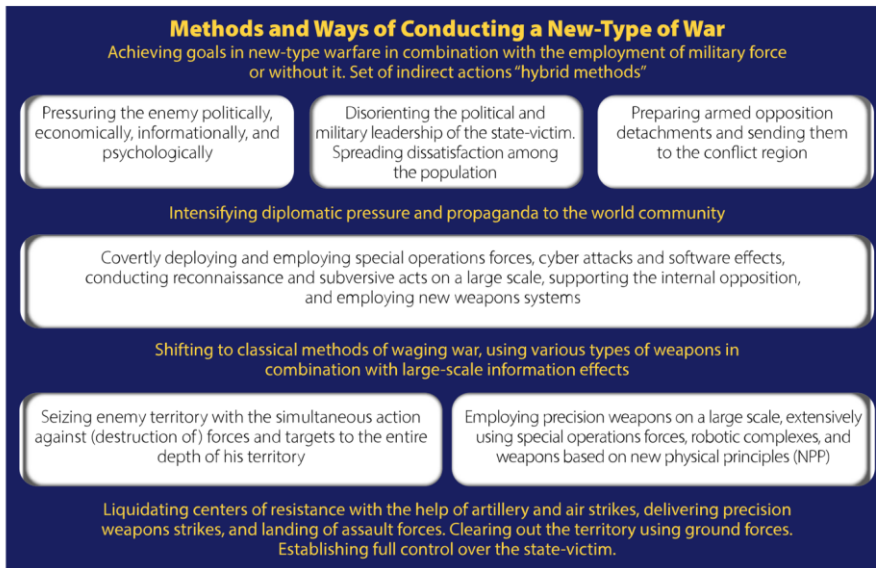 Methods and Ways of Conducting a New-Type of War
Achieving goals in new-type warfare in combination with the employment of military force
or without it. Set of indirect actions “hybrid methods”
Pressuring the enemy politically,
economically, informationally, and
psychologically
Disorienting the political and
military leadership of the state-victim.
Spreading dissatisfaction among
the population
Preparing armed opposition
detachments and sending them
to the conflict region
Intensifying diplomatic pressure and propaganda to the world community
Covertly deploying and employing special operations forces, cyber attacks and software effects,
conducting reconnaissance and subversive acts on a large scale, supporting the internal opposition,
and employing new weapons systems
Shifting to classical methods of waging war, using various types of weapons in
combination with large-scale information effects
Seizing enemy territory with the simultaneous action
against (destruction of) forces and targets to the entire
depth of his territory
Employing precision weapons on a large scale, extensively
using special operations forces, robotic complexes, and
weapons based on new physical principles (NPP)
Liquidating centers of resistance with the help of artillery and air strikes, delivering precision
weapons strikes, and landing of assault forces. Clearing out the territory using ground forces.
Establishing full control over the state-victim.